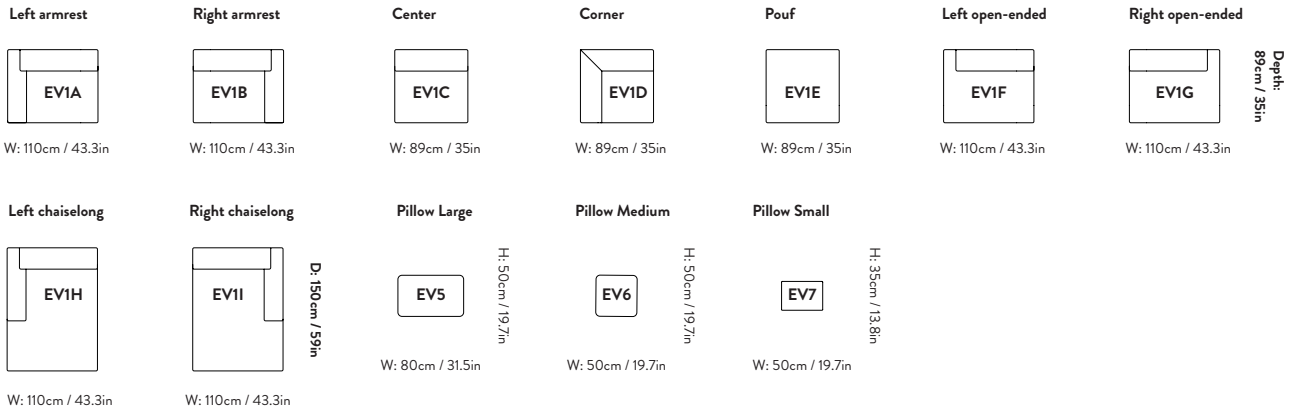 Left armrest
Right armrest
Center
Corner
Pouf
Left open-ended
Right open-ended
EV1A
EV1B
EV1C
EV1D
EV1E
EV1F
EV1G
Depth:
89cm / 35in
W: 110cm / 43.3in
W: 110cm / 43.3in
W: 89cm / 35in
W: 89cm / 35in
W: 89cm / 35in
W: 110cm / 43.3in
W: 110cm / 43.3in
Left chaiselong
Right chaiselong
Pillow Large
Pillow Medium
Pillow Small
EV1H
EV1I
D: 150cm / 59in
EV5
H: 50cm / 19.7in
EV6
H: 50cm / 19.7in
EV7
H: 35cm / 13.8in
W: 80cm / 31.5in
W: 50cm / 19.7in
W: 50cm / 19.7in
W: 110cm / 43.3in
W: 110cm / 43.3in